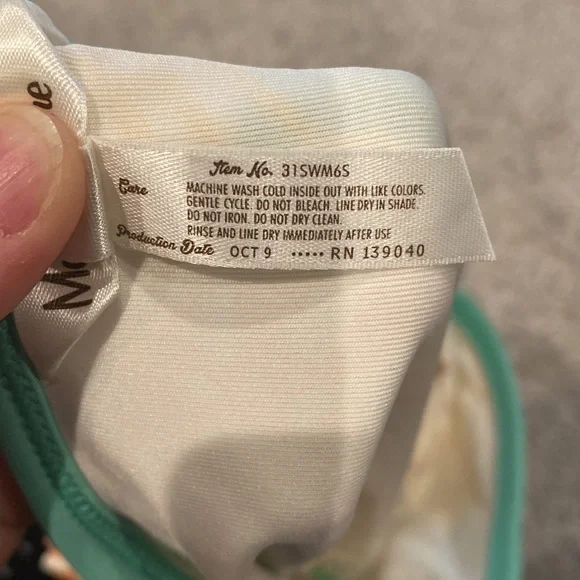 Item No. 31SWM6S
Care
MACHINE WASH COLD INSIDE OUT WITH LIKE COLORS.
GENTLE CYCLE. DO NOT BLEACH. LINE DRY IN SHADE.
DO NOT IRON. DO NOT DRY CLEAN.
RINSE AND LINE DRY IMMEDIATELY AFTER USE
Production Date OCT 9 ••••• RN 139040